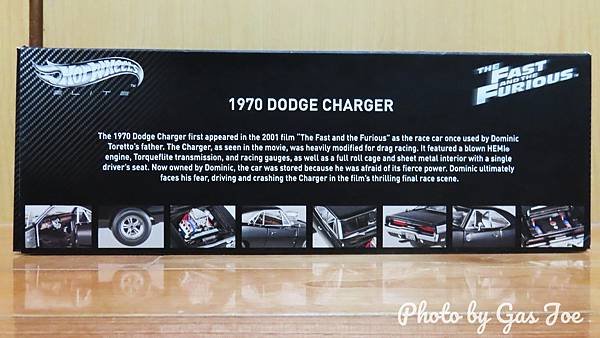 HOT WHEELS™
ELITE™
THE
FAST
AND THE
FURIOUS™
1970 DODGE CHARGER
The 1970 Dodge Charger first appeared in the 2001 film "The Fast and the Furious" as the race car once used by Dominic
Toretto's father. The Charger, as seen in the movie, was heavily modified for drag racing. It featured a blown HEMI®
engine, Torqueflite transmission, and racing gauges, as well as a full roll cage and sheet metal interior with a single
driver's seat. Now owned by Dominic, the car was stored because he was afraid of its fierce power. Dominic ultimately
faces his fear, driving and crashing the Charger in the film's thrilling final race scene.
Photo by Gas Joe